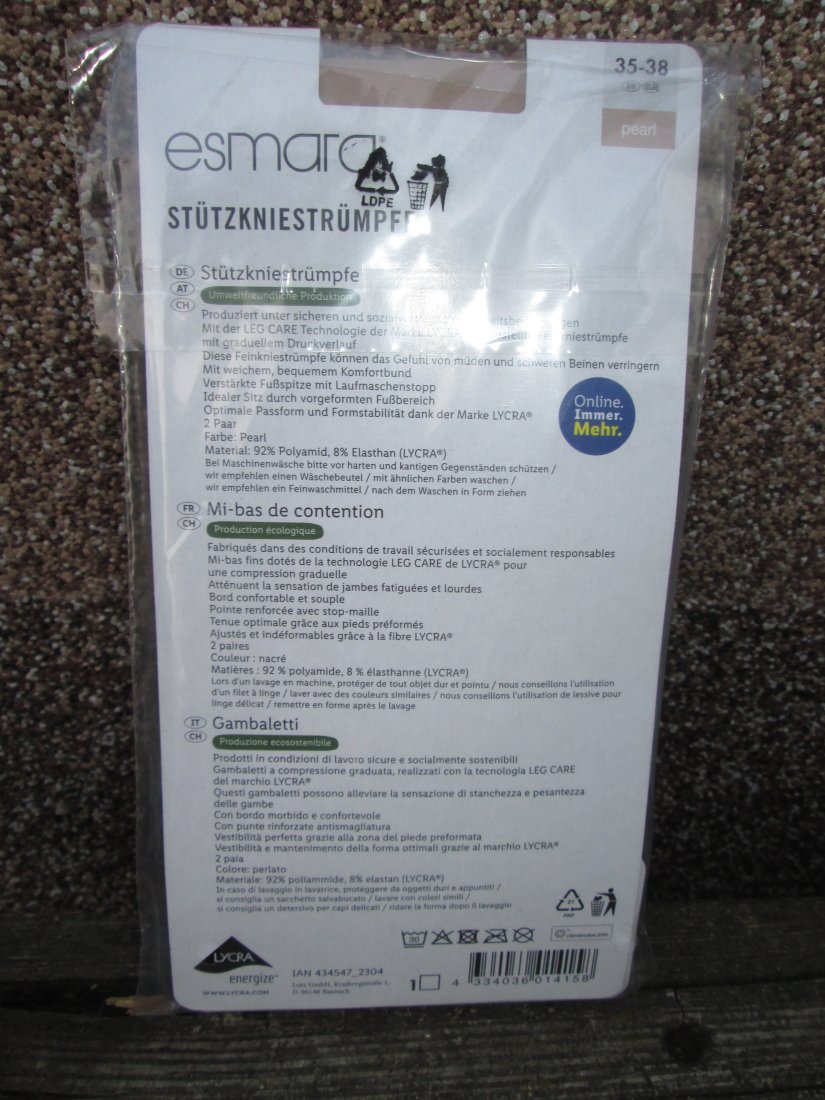 35-38
DE EUR
pearl
esmara®
LDPE
STÜTZKNIESTRÜMPFE
DE Stützkniestrümpfe
AT Umweltfreundliche Produktion
CH
Produziert unter sicheren und
Mit der LEG CARE Technologie der Marke
mit graduellem Druckverlauf
Diese Feinkniestrümpfe können das Gefühl von müden und schweren Beinen verringern
Mit weichem, bequemem Komfortbund
Verstärkte Fußspitze mit Laufmaschenstopp
Idealer Sitz durch vorgeformten Fußbereich
Optimale Passform und Formstabilität dank der Marke LYCRA®
2 Paar
Farbe: Pearl
Material: 92% Polyamid, 8% Elasthan (LYCRA®)
Bei Maschinenwäsche bitte vor harten und kantigen Gegenständen schützen /
wir empfehlen einen Wäschebeutel / mit ähnlichen Farben waschen /
wir empfehlen ein Feinwaschmittel / nach dem Waschen in Form ziehen
Online.
Immer.
Mehr.
FR Mi-bas de contention
CH Production écologique
Fabriqués dans des conditions de travail sécurisées et socialement responsables
Mi-bas fins dotés de la technologie LEG CARE de LYCRA® pour
une compression graduelle
Atténuent la sensation de jambes fatiguées et lourdes
Bord confortable et souple
Pointe renforcée avec stop-maille
Tenue optimale grâce aux pieds préformés
Ajustés et indéformables grâce à la fibre LYCRA®
2 paires
Couleur : nacré
Matières : 92 % polyamide, 8 % élasthanne (LYCRA®)
Lors d'un lavage en machine, protéger de tout objet dur et pointu / nous conseillons l'utilisation
d'un filet à linge / laver avec des couleurs similaires / nous conseillons l'utilisation de lessive pour
linge délicat / remettre en forme après le lavage
IT Gambaletti
CH Produzione ecosostenibile
Prodotti in condizioni di lavoro sicure e socialmente sostenibili
Gambaletti a compressione graduata, realizzati con la tecnologia LEG CARE
del marchio LYCRA®
Questi gambaletti possono alleviare la sensazione di stanchezza e pesantezza
delle gambe
Con bordo morbido e confortevole
Con punte rinforzate antismagliatura
Vestibilità perfetta grazie alla zona del piede preformata
Vestibilità e mantenimento della forma ottimali grazie al marchio LYCRA®
2 paia
Colore: perlato
Materiale: 92% poliammide, 8% elastan (LYCRA®)
In caso di lavaggio in lavatrice, proteggere da oggetti duri e appuntiti /
si consiglia un sacchetto salvabucato / lavare con colori simili /
si consiglia un detersivo per capi delicati / ridare la forma dopo il lavaggio
21
PAP
30
clevercare.info
LYCRA
energize™
WWW.LYCRA.COM
IAN 434547_2304
Lutz GmbH, Kraibergstraße 1,
D-96148 Baunach
1
4 334036 014158